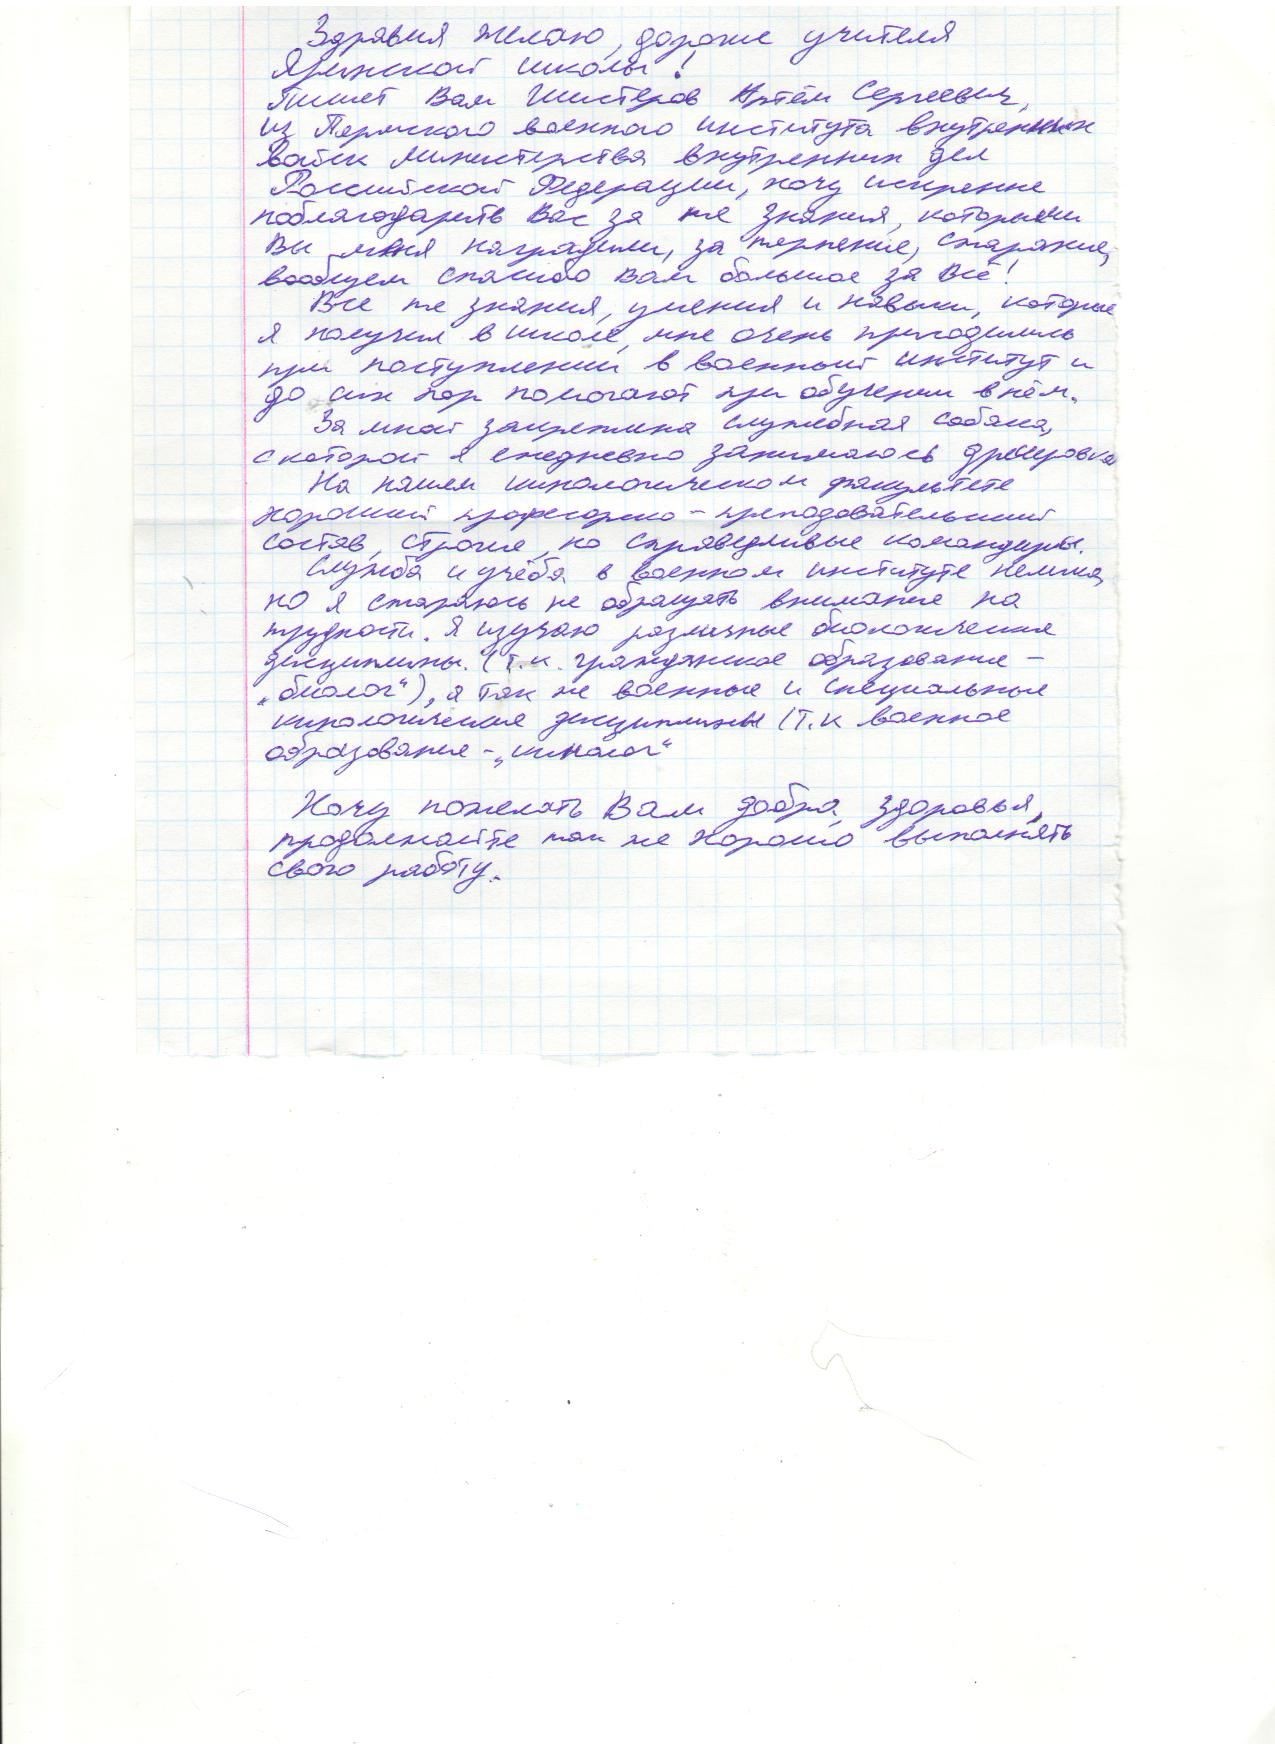 Здравия желаю, дорогие учителя
Яринской школы!
Пишет Вам Шистеров Артём Сергеевич,
из Пермского военного института внутренних
войск министерства внутренних дел
Российской Федерации, хочу искренне
поблагодарить Вас за те знания, которыми
Вы меня наградили, за терпение, старание,
вообщем спасибо Вам большое за Всё!
Все те знания, умения и навыки, которые
я получил в школе, мне очень пригодились
при поступлении в военный институт и
до сих пор помогают при обучении в нём.
За мной закреплена служебная собака,
с которой я ежедневно занимаюсь дрессировкой
На нашем кинологическом факультете
хороший професорско-преподовательский
состав, строгие, но справедливые командиры.
Служба и учёба в военном институте нелегка,
но я стараюсь не обращать внимание на
трудности. Я изучаю различные биологические
дисциплины. (т.к. гражданское образование –
„биолог“), а так же военные и специальные
кинологические дисциплины (т.к военное
образование – „кинолог“
Хочу пожелать Вам добра, здоровья,
продолжайте так же хорошо выполнять
свою работу.